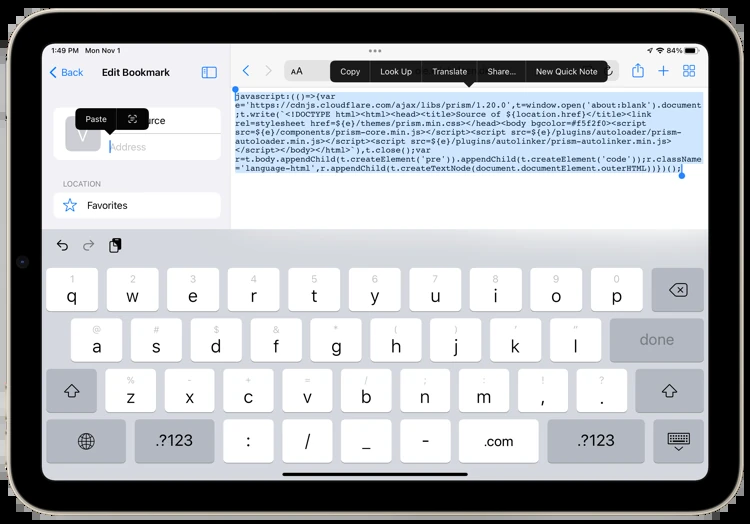 1:49 PM Mon Nov 1
84%
Back
Edit Bookmark
AA
Copy
Look Up
Translate
Share...
New Quick Note
Paste
V
urce
Address
LOCATION
Favorites
javascript:(()=>{var
e='https://cdnjs.cloudflare.com/ajax/libs/prism/1.20.0',t=window.open('about:blank').document
;t.write(`<!DOCTYPE html><html><head><title>Source of ${location.href}</title><link
rel=stylesheet href=${e}/themes/prism.min.css></head><body bgcolor=#f5f2f0><script
src=${e}/components/prism-core.min.js></script><script src=${e}/plugins/autoloader/prism-
autoloader.min.js></script><script src=${e}/plugins/autolinker/prism-autolinker.min.js>
</script></body></html>`),t.close();var
r=t.body.appendChild(t.createElement('pre')).appendChild(t.createElement('code'));r.className
='language-html',r.appendChild(t.createTextNode(document.documentElement.outerHTML))})();
1 2 3 4 5 6 7 8 9 0
q w e r t y u i o p
@ # $ & * ( ) ' "
a s d f g h j k l done
% - + = / ; : ! ?
z x c v b n m , .
.?123 : / _ - .com .?123